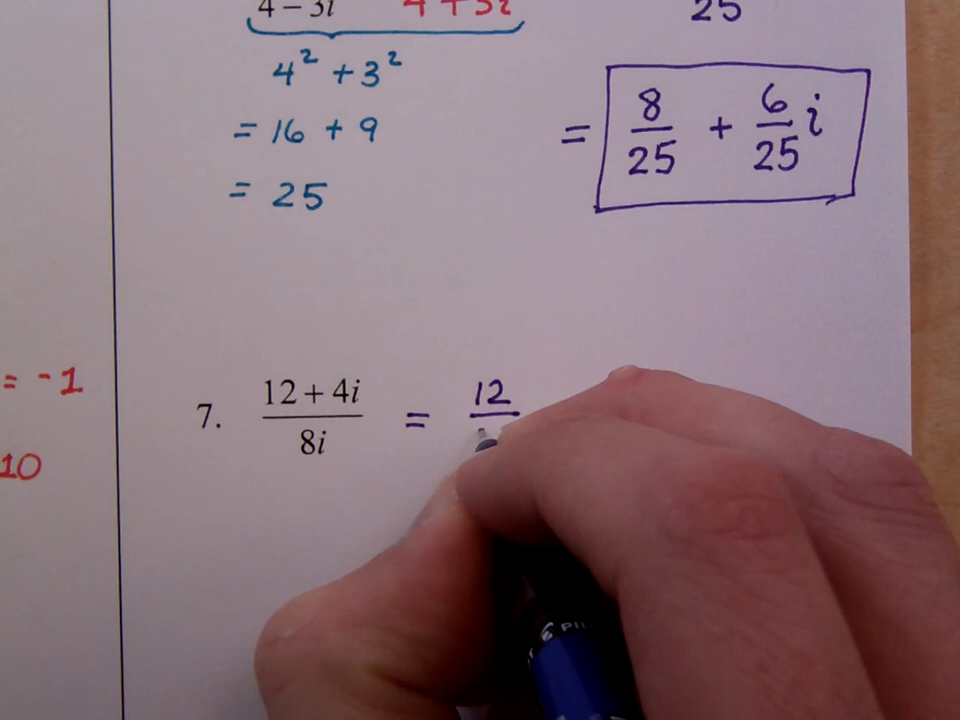 4 − 3i 4 + 3i
25
4² + 3²
= 16 + 9
= 25
= 8/25 + 6/25 i
= -1
10
7. (12 + 4i)/(8i) = 12/